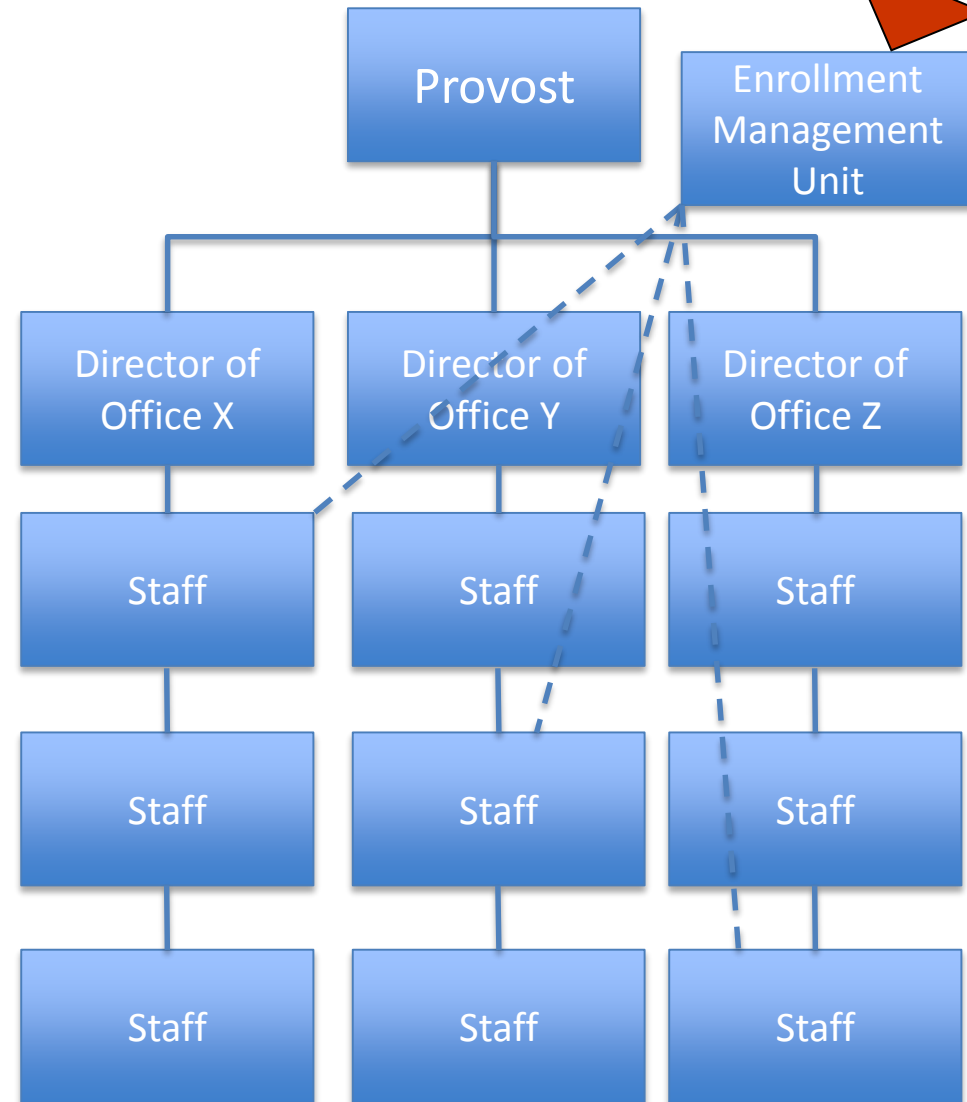 Provost
Enrollment
Management
Unit
Director of
Office X
Director of
Office Y
Director of
Office Z
Staff
Staff
Staff
Staff
Staff
Staff
Staff
Staff
Staff